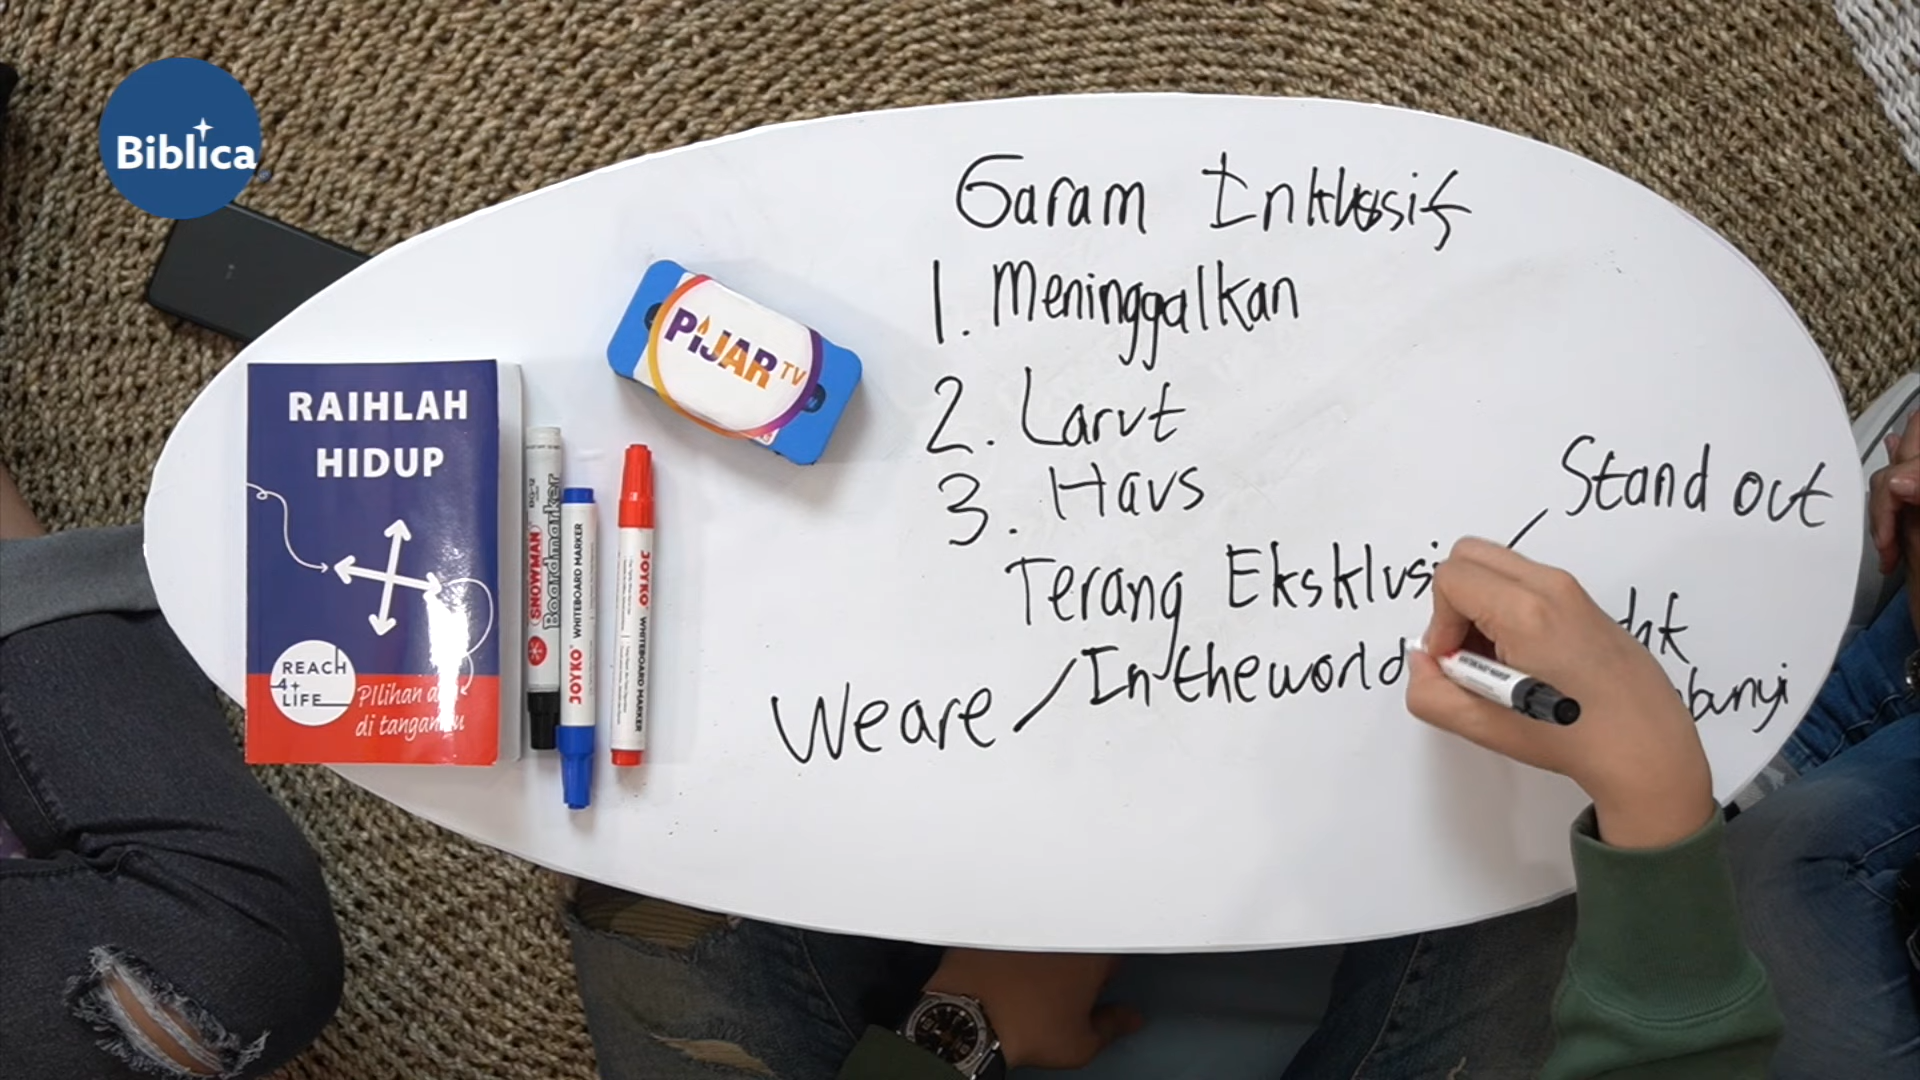 Biblica
Garam Inklusif
1. Meninggalkan
2. Larut
3. Haus
Stand out
Terang Eksklusi
We are / In the world
PIJAR TV
RAIHLAH
HIDUP
REACH
4+
LIFE
Pilihan
di tangan
SNOWMAN
Boardmarker
JOYKO
WHITEBOARD MARKER
JOYKO
WHITEBOARD MARKER